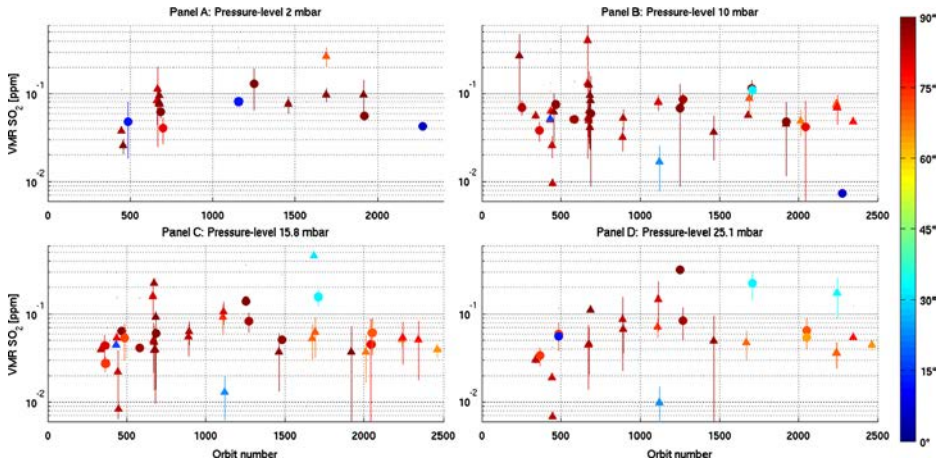 Panel A: Pressure-level 2 mbar
Panel B: Pressure-level 10 mbar
90°
75°
60°
45°
30°
15°
0°
VMR SO2 [ppm]
10^-1
10^-2
0 500 1000 1500 2000
Orbit number
10^-1
10^-2
0 500 1000 1500 2000 2500
Orbit number
Panel C: Pressure-level 15.8 mbar
Panel D: Pressure-level 25.1 mbar
VMR SO2 [ppm]
10^-1
10^-2
0 500 1000 1500 2000 2500
Orbit number
10^-1
10^-2
0 500 1000 1500 2000 2500
Orbit number